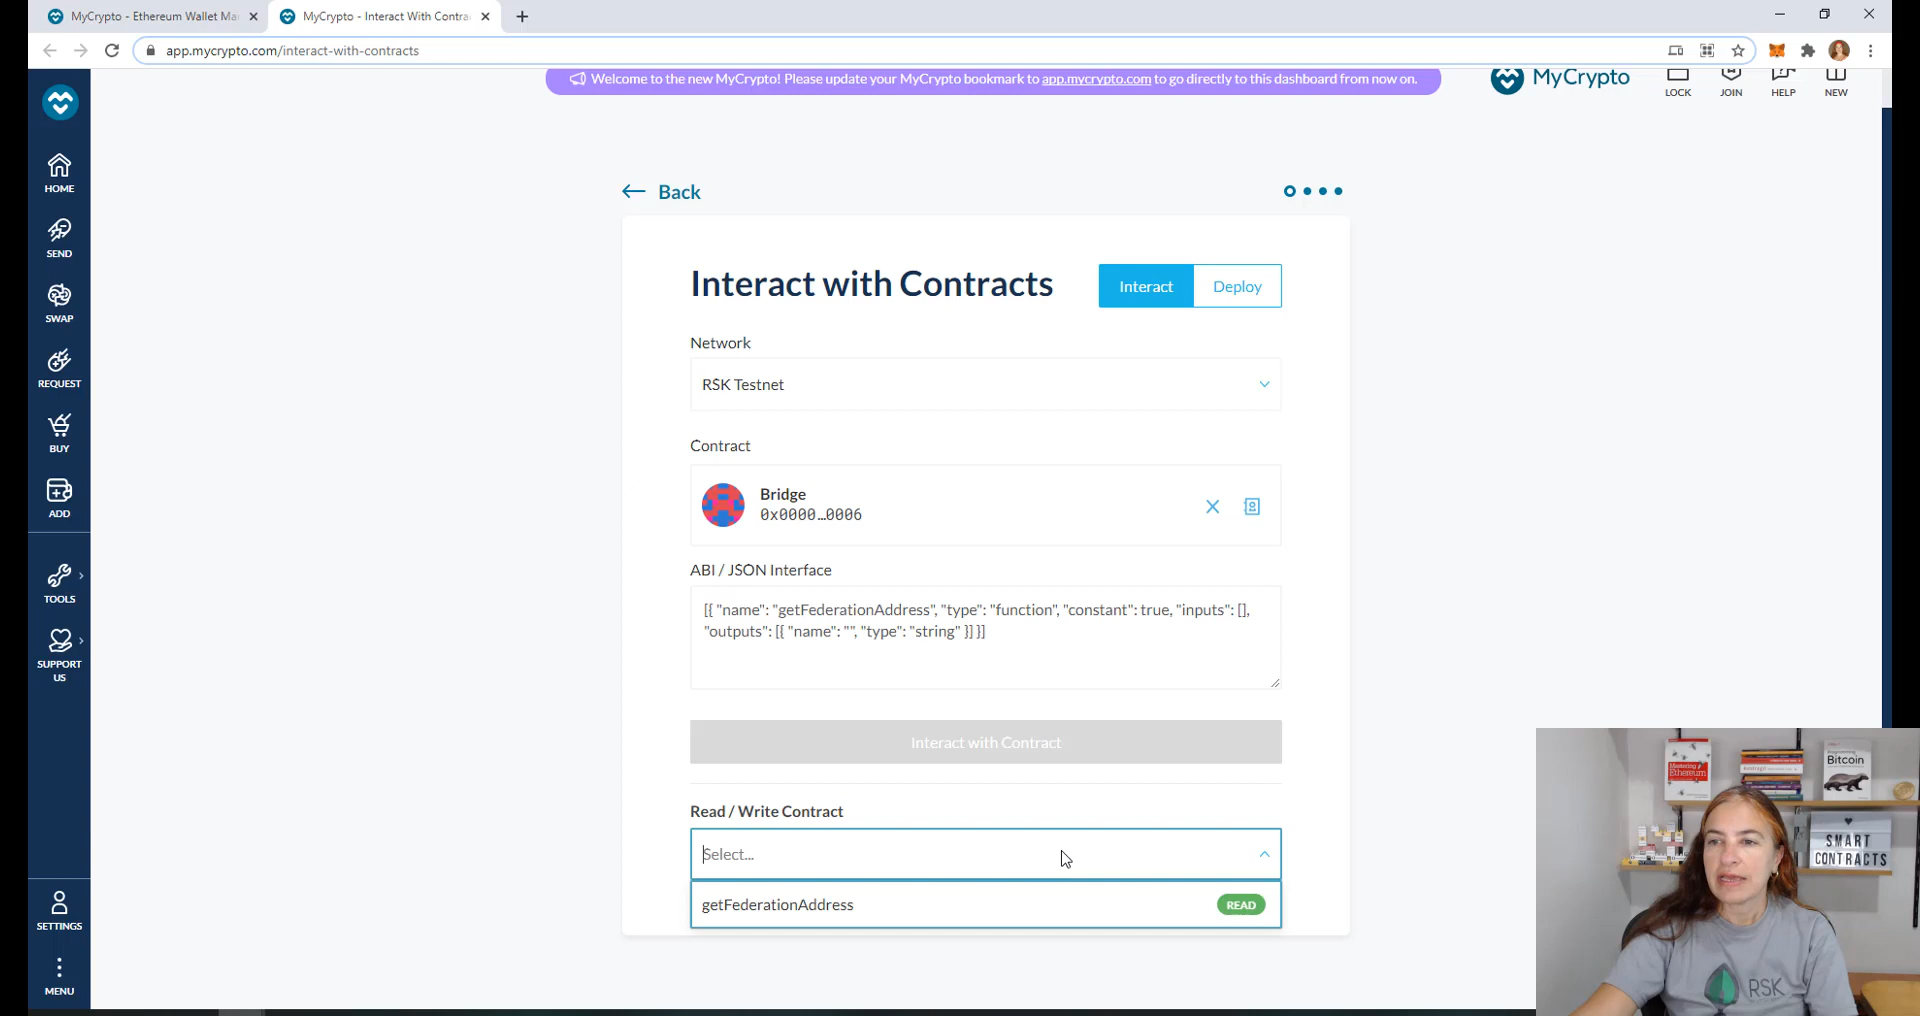 MyCrypto - Ethereum Wallet Ma
MyCrypto - Interact With Contra
app.mycrypto.com/interact-with-contracts
Welcome to the new MyCrypto! Please update your MyCrypto bookmark to app.mycrypto.com to go directly to this dashboard from now on.
MyCrypto
LOCK
JOIN
HELP
NEW
HOME
SEND
SWAP
REQUEST
BUY
ADD
TOOLS
SUPPORT
US
SETTINGS
MENU
Back
Interact with Contracts
Interact
Deploy
Network
RSK Testnet
Contract
Bridge
0x0000...0006
ABI / JSON Interface
[{ "name": "getFederationAddress", "type": "function", "constant": true, "inputs": [],
"outputs": [{ "name": "", "type": "string" }] }]
Interact with Contract
Read / Write Contract
Select...
getFederationAddress
READ
Mastering
Ethereum
Bitcoin
SMART
CONTRACTS
RSK